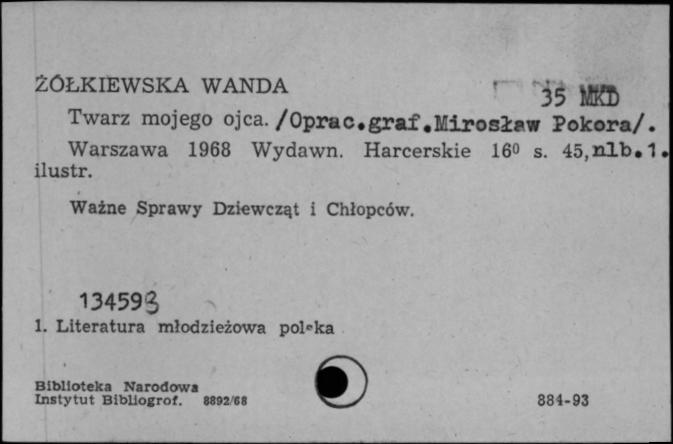 ŻÓŁKIEWSKA WANDA
35 MKD
Twarz mojego ojca. /Oprac.graf.Mirosław Pokora/.
Warszawa 1968 Wydawn. Harcerskie 16⁰ s. 45,nlb.1.
ilustr.
Ważne Sprawy Dziewcząt i Chłopców.
134593
1. Literatura młodzieżowa polska
Biblioteka Narodowa
Instytut Bibliogrof. 8892/68
884-93